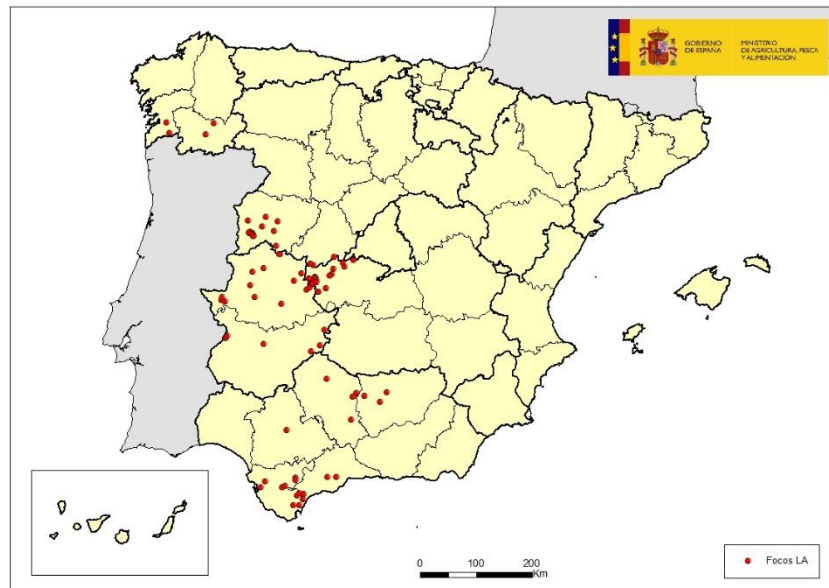 GOBIERNO
DE ESPAÑA
MINISTERIO
DE AGRICULTURA, PESCA
Y ALIMENTACIÓN
0 100 200
Km
Focos LA